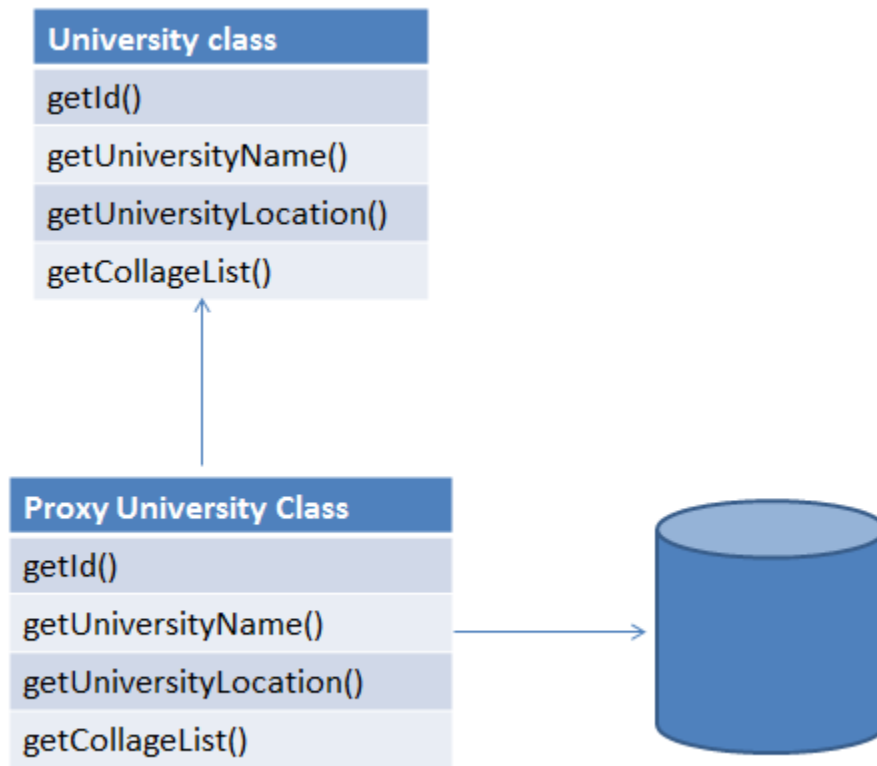 University class
getId()
getUniversityName()
getUniversityLocation()
getCollageList()
Proxy University Class
getId()
getUniversityName()
getUniversityLocation()
getCollageList()